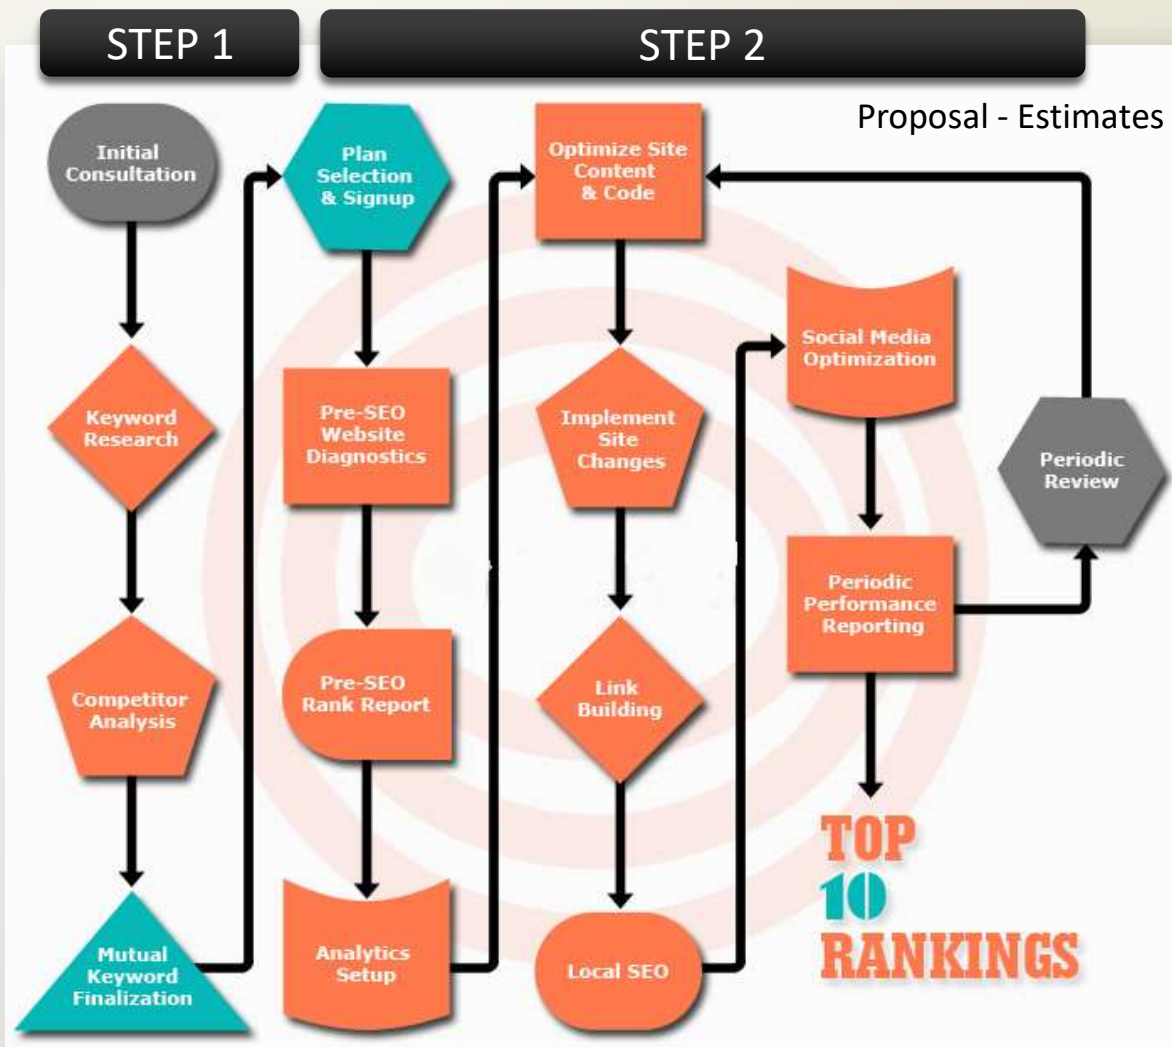 STEP 1
STEP 2
Proposal - Estimates
Initial
Consultation
Keyword
Research
Competitor
Analysis
Mutual
Keyword
Finalization
Plan
Selection
& Signup
Pre-SEO
Website
Diagnostics
Pre-SEO
Rank Report
Analytics
Setup
Optimize Site
Content
& Code
Implement
Site
Changes
Link
Building
Local SEO
Social Media
Optimization
Periodic
Performance
Reporting
Periodic
Review
TOP
10
RANKINGS